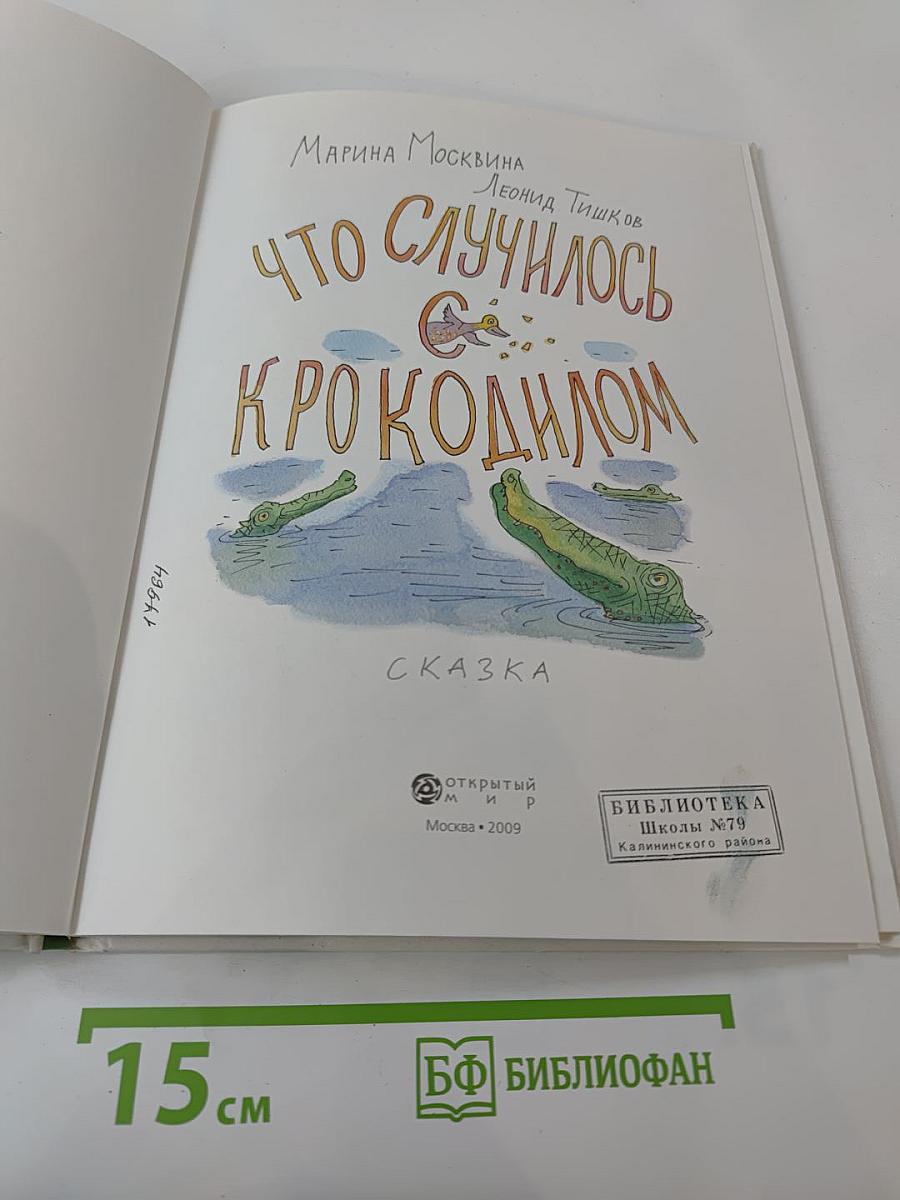 Марина Москвина
Леонид Тишков
ЧТО СЛУЧИЛОСЬ
С
КРОКОДИЛОМ
17964
СКАЗКА
ОТКРЫТЫЙ
МИР
Москва • 2009
БИБЛИОТЕКА
Школы №79
Калининского района
15 см
БФ БИБЛИОФАН